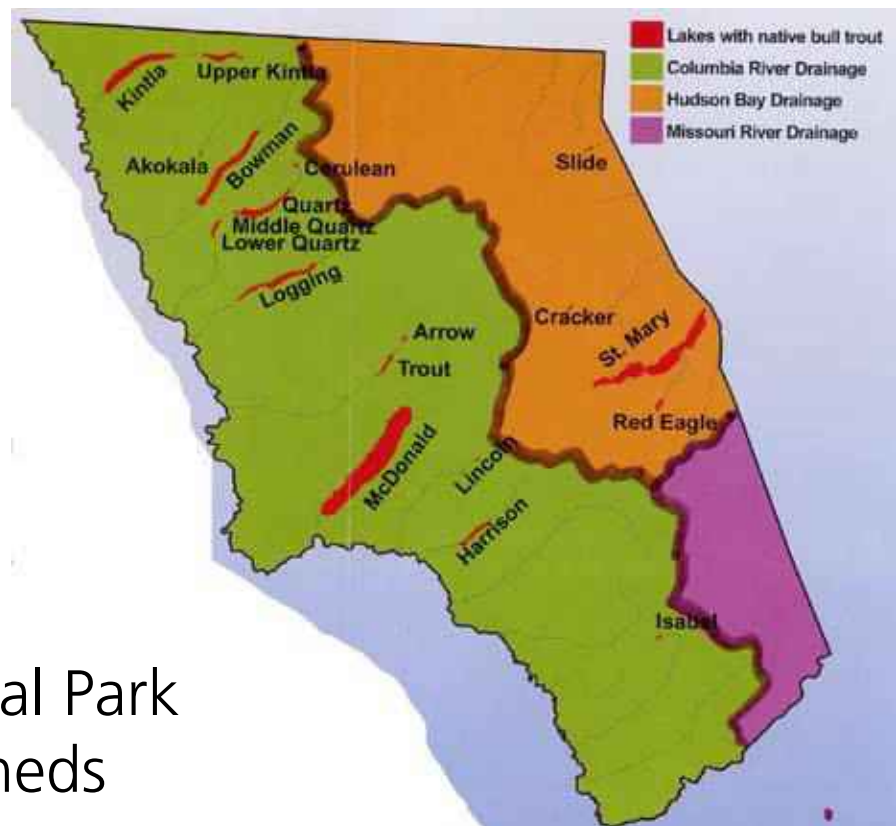 Lakes with native bull trout
Columbia River Drainage
Hudson Bay Drainage
Missouri River Drainage
Kintla
Upper Kintla
Akokala
Bowman
Cerulean
Slide
Quartz
Middle Quartz
Lower Quartz
Logging
Cracker
St. Mary
Arrow
Trout
Red Eagle
McDonald
Lincoln
Harrison
Isabel
al Park
neds